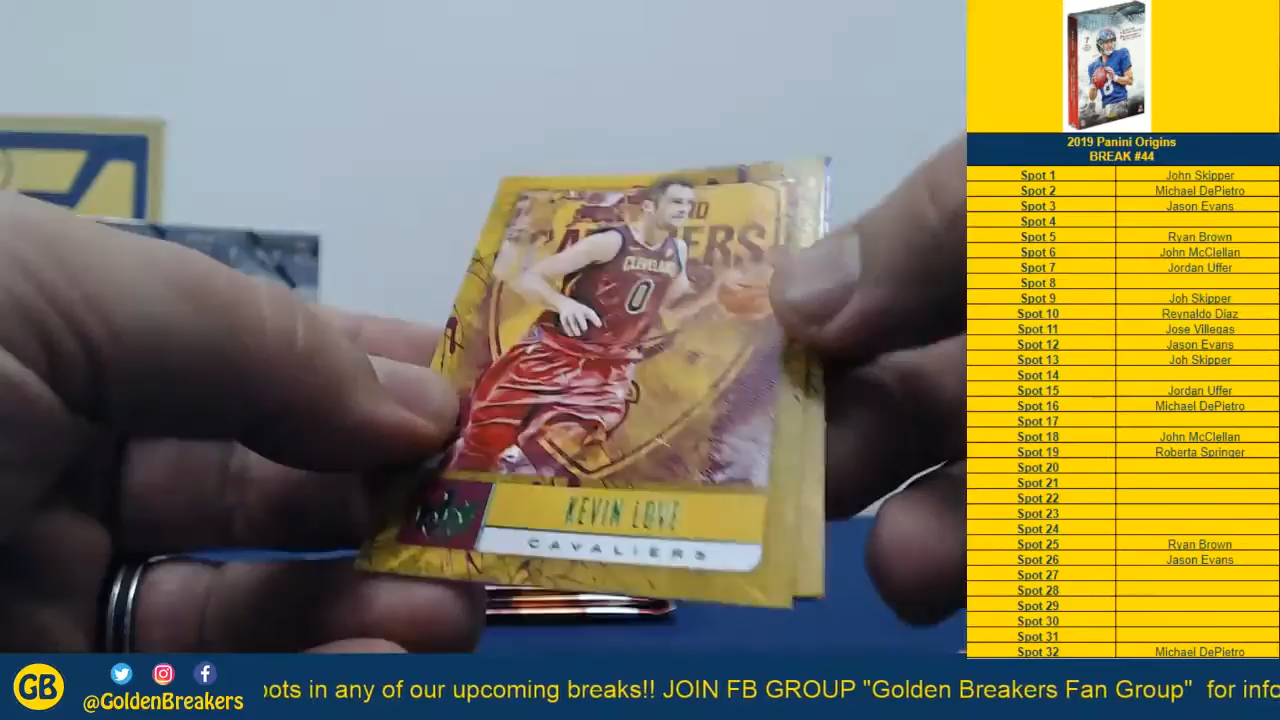 CLEVELAND
0
KEVIN LOVE
CAVALIERS
2019 Panini Origins
BREAK #44
Spot 1 John Skipper
Spot 2 Michael DePietro
Spot 3 Jason Evans
Spot 4
Spot 5 Ryan Brown
Spot 6 John McClellan
Spot 7 Jordan Uffer
Spot 8
Spot 9 Joh Skipper
Spot 10 Reynaldo Diaz
Spot 11 Jose Villegas
Spot 12 Jason Evans
Spot 13 Joh Skipper
Spot 14
Spot 15 Jordan Uffer
Spot 16 Michael DePietro
Spot 17
Spot 18 John McClellan
Spot 19 Roberta Springer
Spot 20
Spot 21
Spot 22
Spot 23
Spot 24
Spot 25 Ryan Brown
Spot 26 Jason Evans
Spot 27
Spot 28
Spot 29
Spot 30
Spot 31
Spot 32 Michael DePietro
GB
@GoldenBreakers
oots in any of our upcoming breaks!! JOIN FB GROUP "Golden Breakers Fan Group" for info